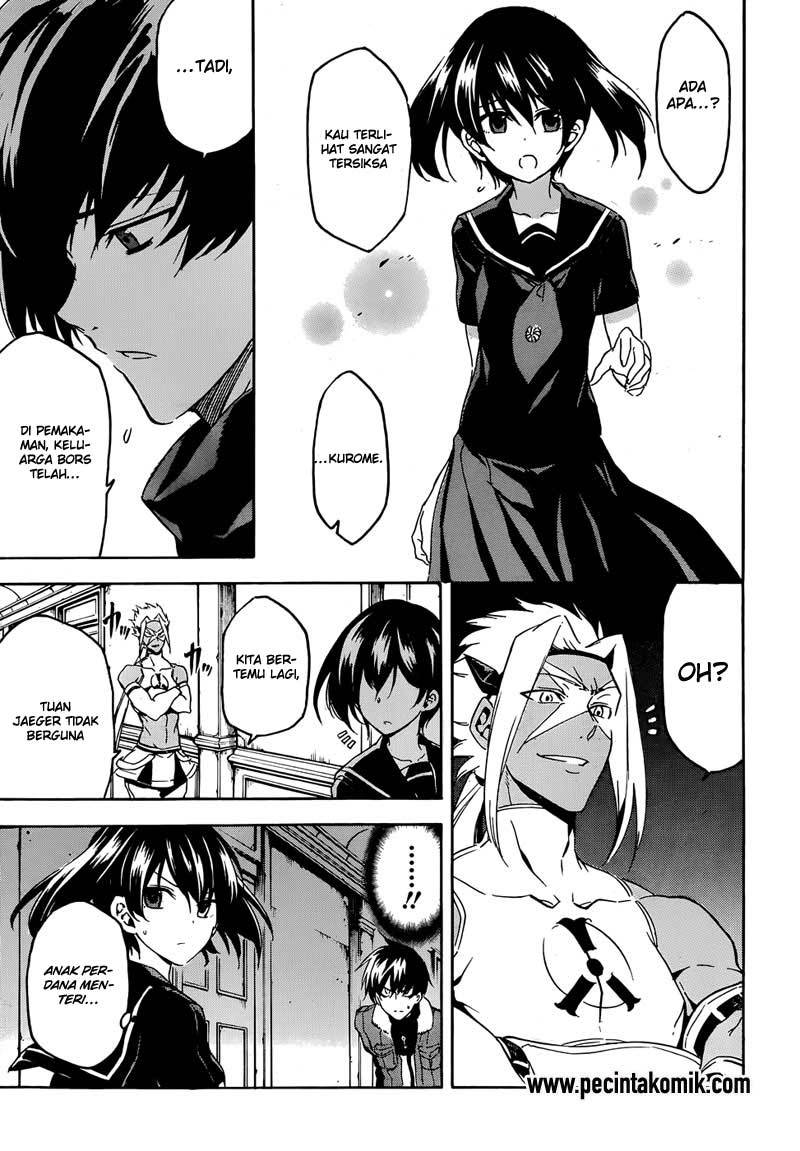 ADA
APA...?
KAU TERLI-
HAT SANGAT
TERSIKSA
...KUROME.
...TADI,
DI PEMAKA-
MAN, KELU-
ARGA BORS
TELAH...
OH?
KITA BER-
TEMU LAGI,
TUAN
JAEGER TIDAK
BERGUNA
......!!
ANAK PER-
DANA MEN-
TERI...
www.pecintakomik.com